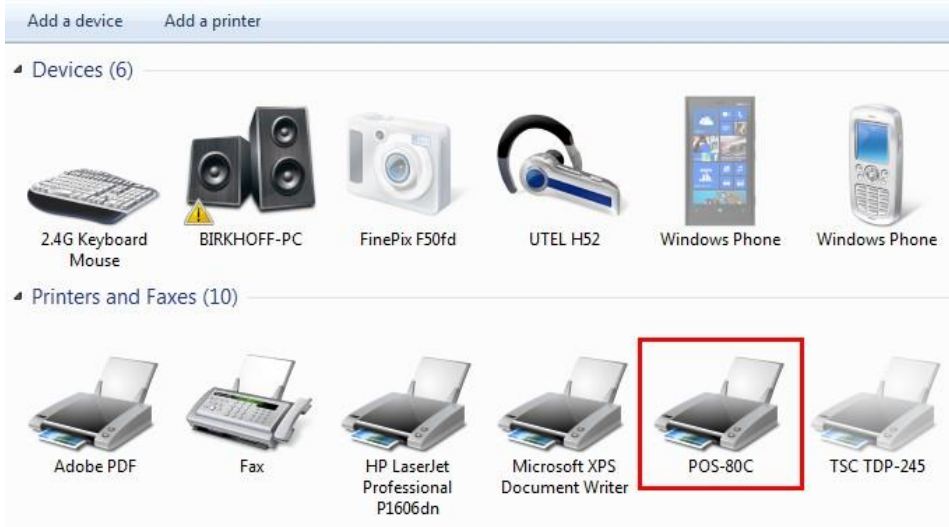 Add a device Add a printer
Devices (6)
2.4G Keyboard Mouse
BIRKHOFF-PC
FinePix F50fd
UTEL H52
Windows Phone
Windows Phone
Printers and Faxes (10)
Adobe PDF
Fax
HP LaserJet
Professional
P1606dn
Microsoft XPS
Document Writer
POS-80C
TSC TDP-245